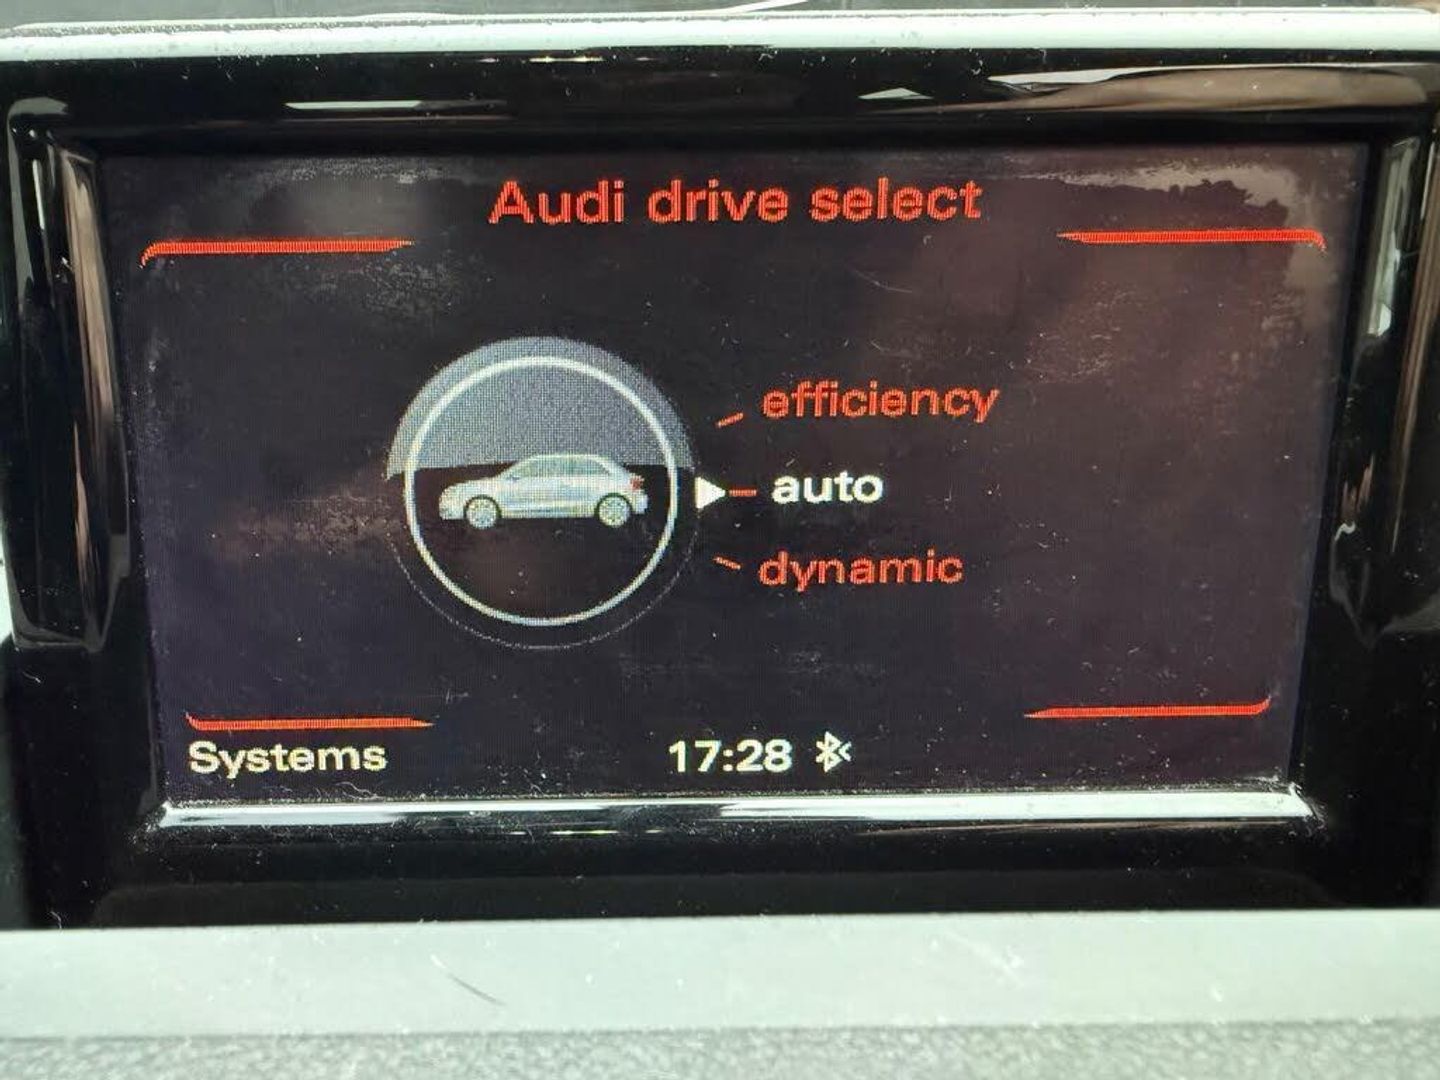 Audi drive select
efficiency
auto
dynamic
Systems
17:28